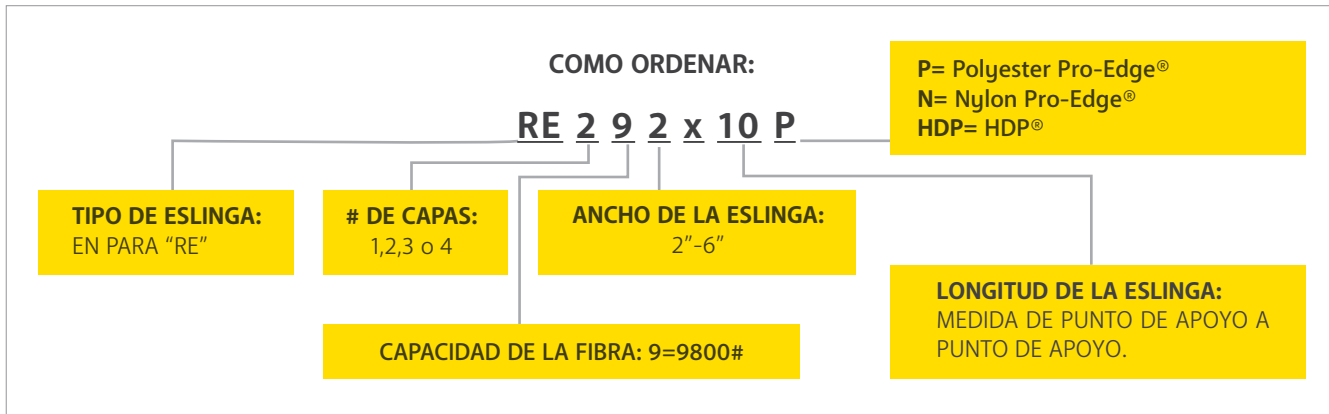 COMO ORDENAR:
RE 2 9 2 x 10 P
P= Polyester Pro-Edge®
N= Nylon Pro-Edge®
HDP= HDP®
TIPO DE ESLINGA:
EN PARA “RE”
# DE CAPAS:
1,2,3 o 4
ANCHO DE LA ESLINGA:
2”-6”
CAPACIDAD DE LA FIBRA: 9=9800#
LONGITUD DE LA ESLINGA:
MEDIDA DE PUNTO DE APOYO A
PUNTO DE APOYO.